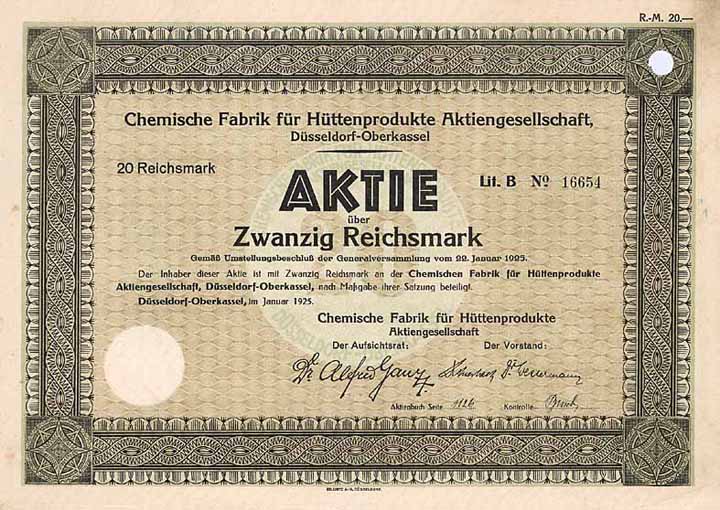 R.-M. 20.—
Chemische Fabrik für Hüttenprodukte Aktiengesellschaft,
Düsseldorf-Oberkassel
20 Reichsmark
AKTIE
Lit. B № 16654
über
Zwanzig Reichsmark
Gemäß Umstellungsbeschluß der Generalversammlung vom 22. Januar 1925.
Der Inhaber dieser Aktie ist mit Zwanzig Reichsmark an der Chemischen Fabrik für Hüttenprodukte
Aktiengesellschaft, Düsseldorf-Oberkassel, nach Maßgabe ihrer Satzung beteiligt.
Düsseldorf-Oberkassel, im Januar 1925.
Chemische Fabrik für Hüttenprodukte
Aktiengesellschaft
Der Aufsichtsrat: Der Vorstand:
Dr. Alfred Ganz
Aktienbuch Seite 1126 Kontrolle: